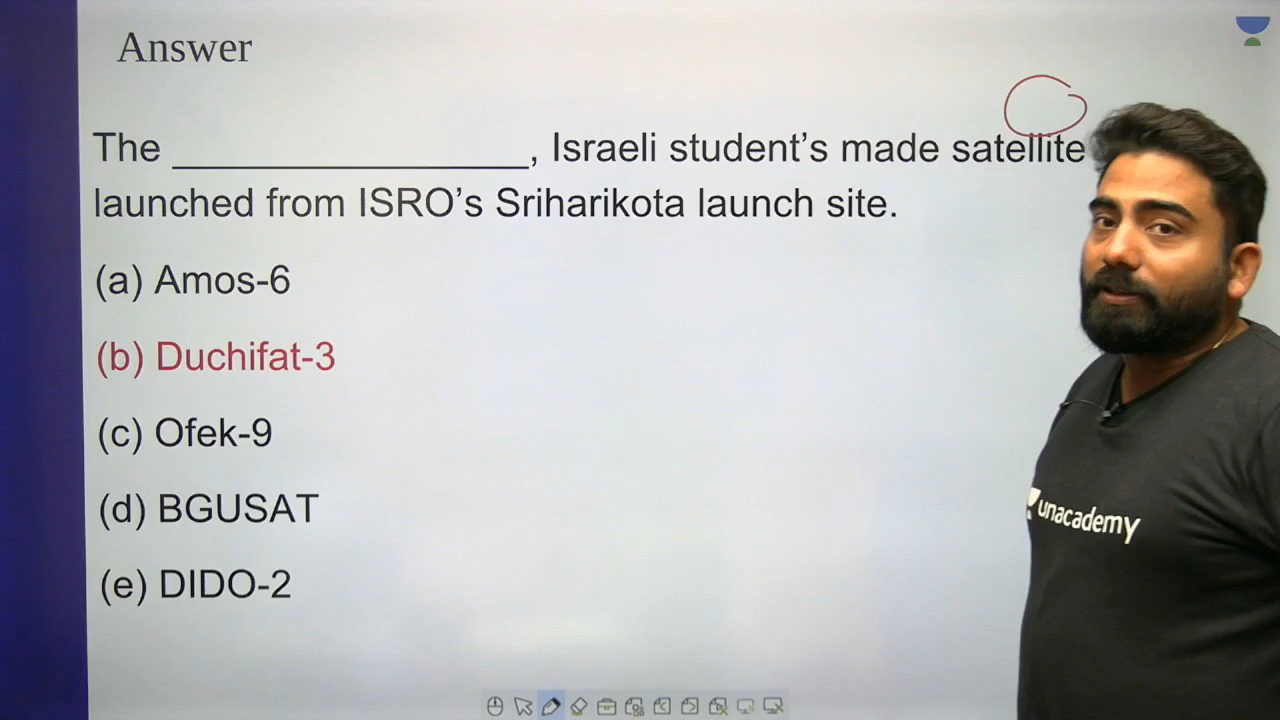 Answer
The ________________, Israeli student’s made satellite
launched from ISRO’s Sriharikota launch site.
(a) Amos-6
(b) Duchifat-3
(c) Ofek-9
(d) BGUSAT
(e) DIDO-2
unacademy